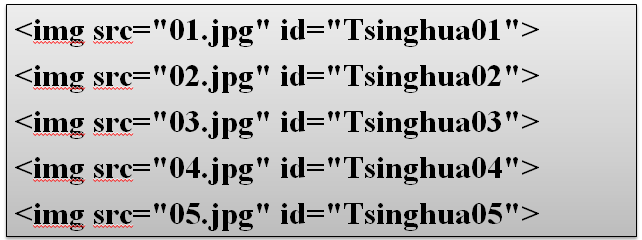 <img src="01.jpg" id="Tsinghua01">
<img src="02.jpg" id="Tsinghua02">
<img src="03.jpg" id="Tsinghua03">
<img src="04.jpg" id="Tsinghua04">
<img src="05.jpg" id="Tsinghua05">